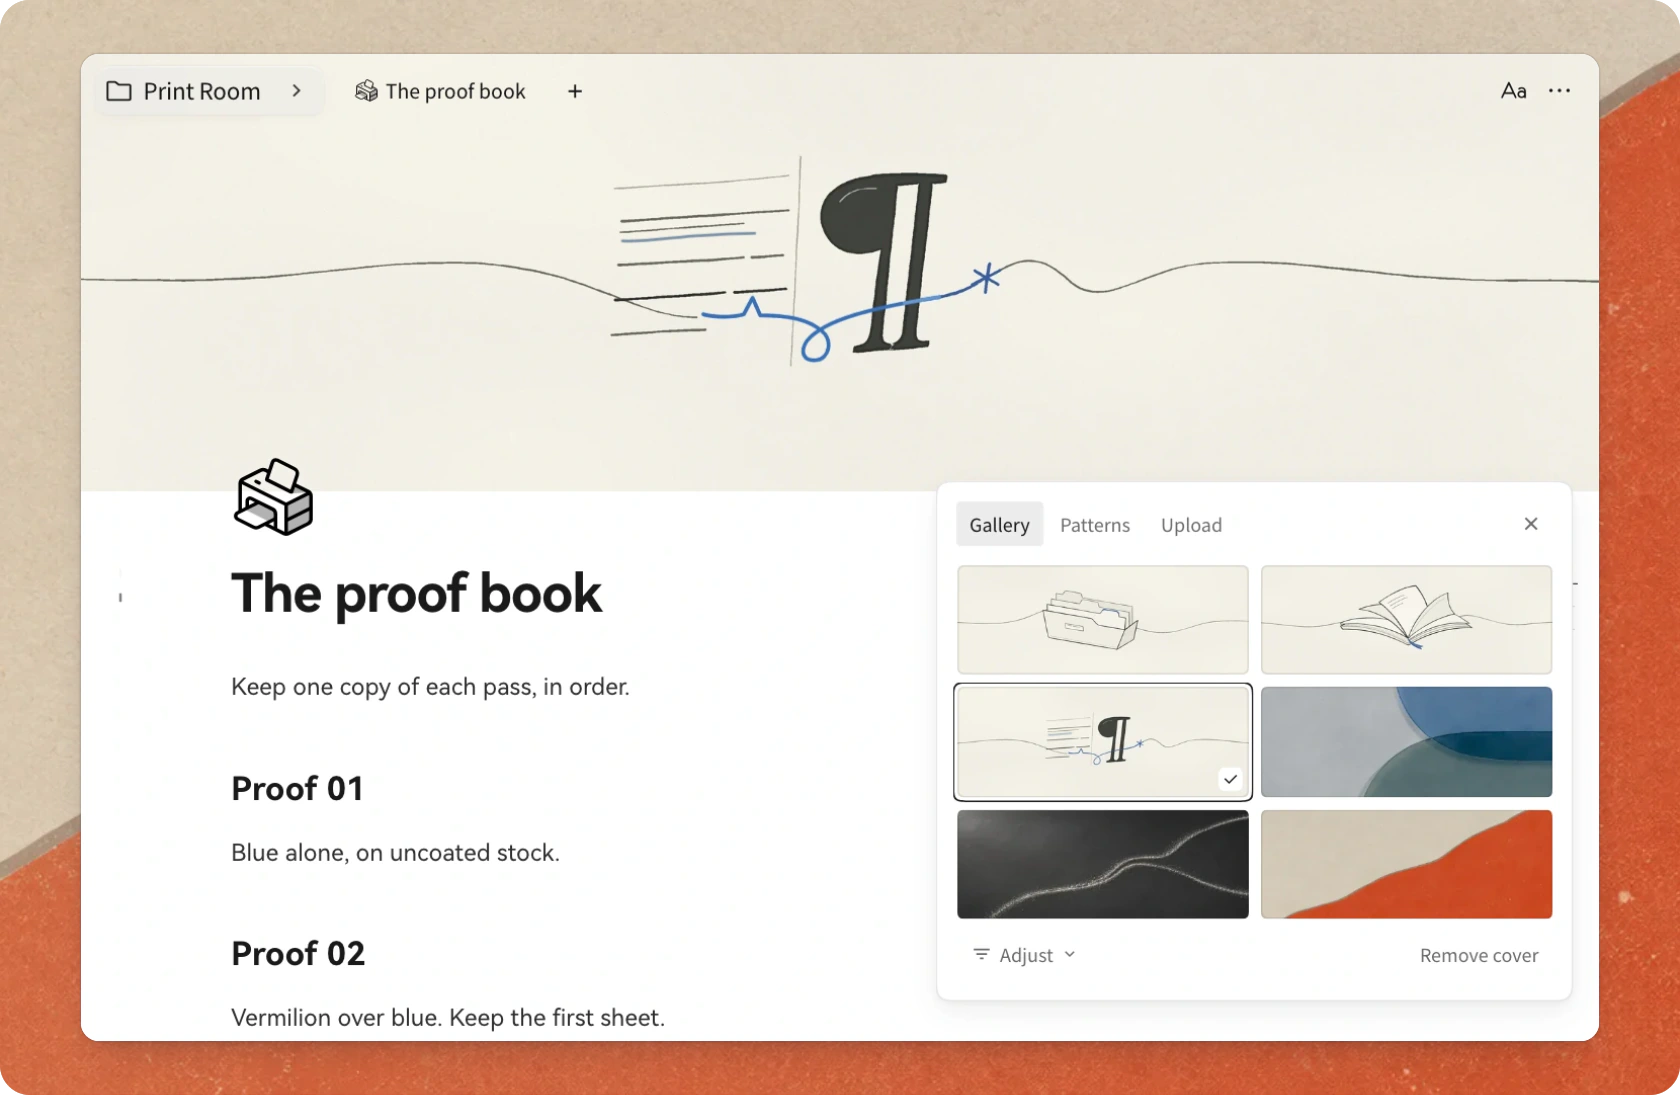 Print Room
The proof book
Aa
¶
The proof book
Keep one copy of each pass, in order.
Proof 01
Blue alone, on uncoated stock.
Proof 02
Vermilion over blue. Keep the first sheet.
Gallery
Patterns
Upload
¶
Adjust
Remove cover